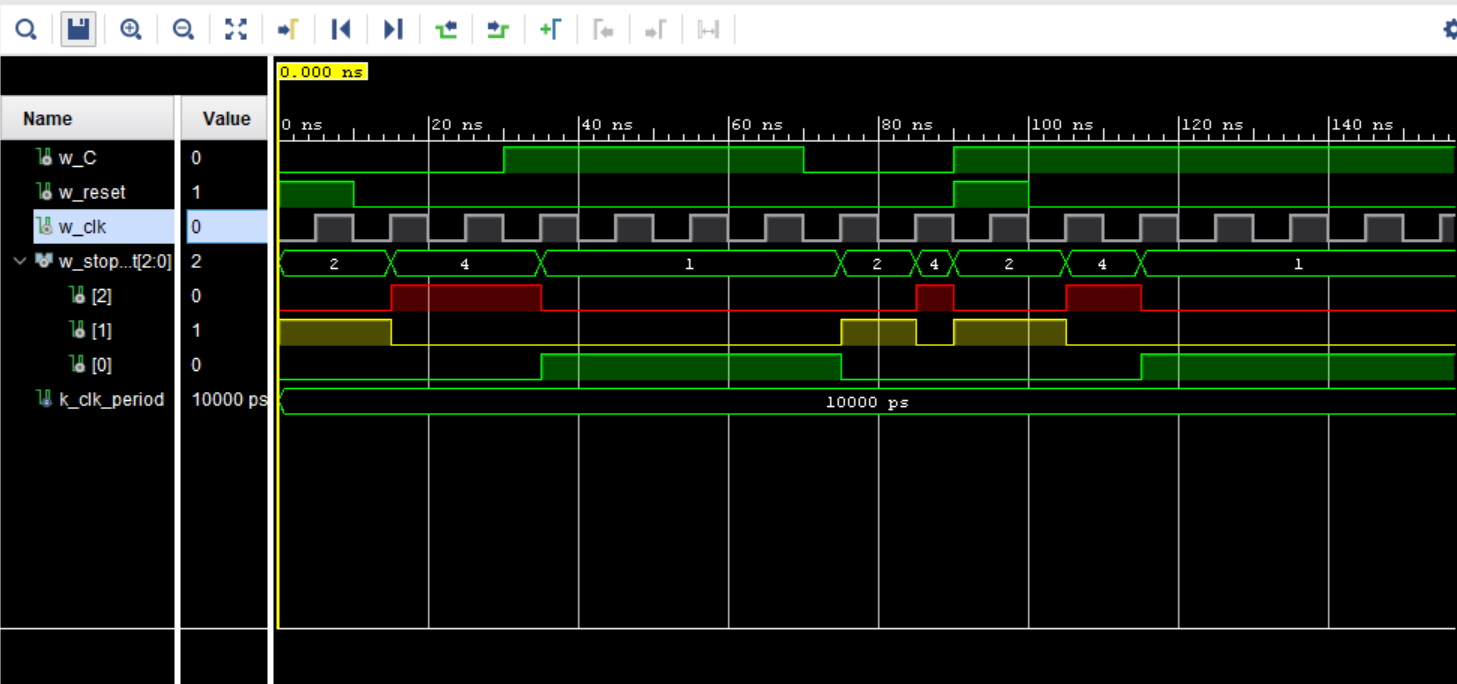 0.000 ns
Name Value
0 ns 20 ns 40 ns 60 ns 80 ns 100 ns 120 ns 140 ns
w_C 0
w_reset 1
w_clk 0
w_stop...t[2:0] 2 2 4 1 2 4 2 4 1
[2] 0
[1] 1
[0] 0
k_clk_period 10000 ps 10000 ps